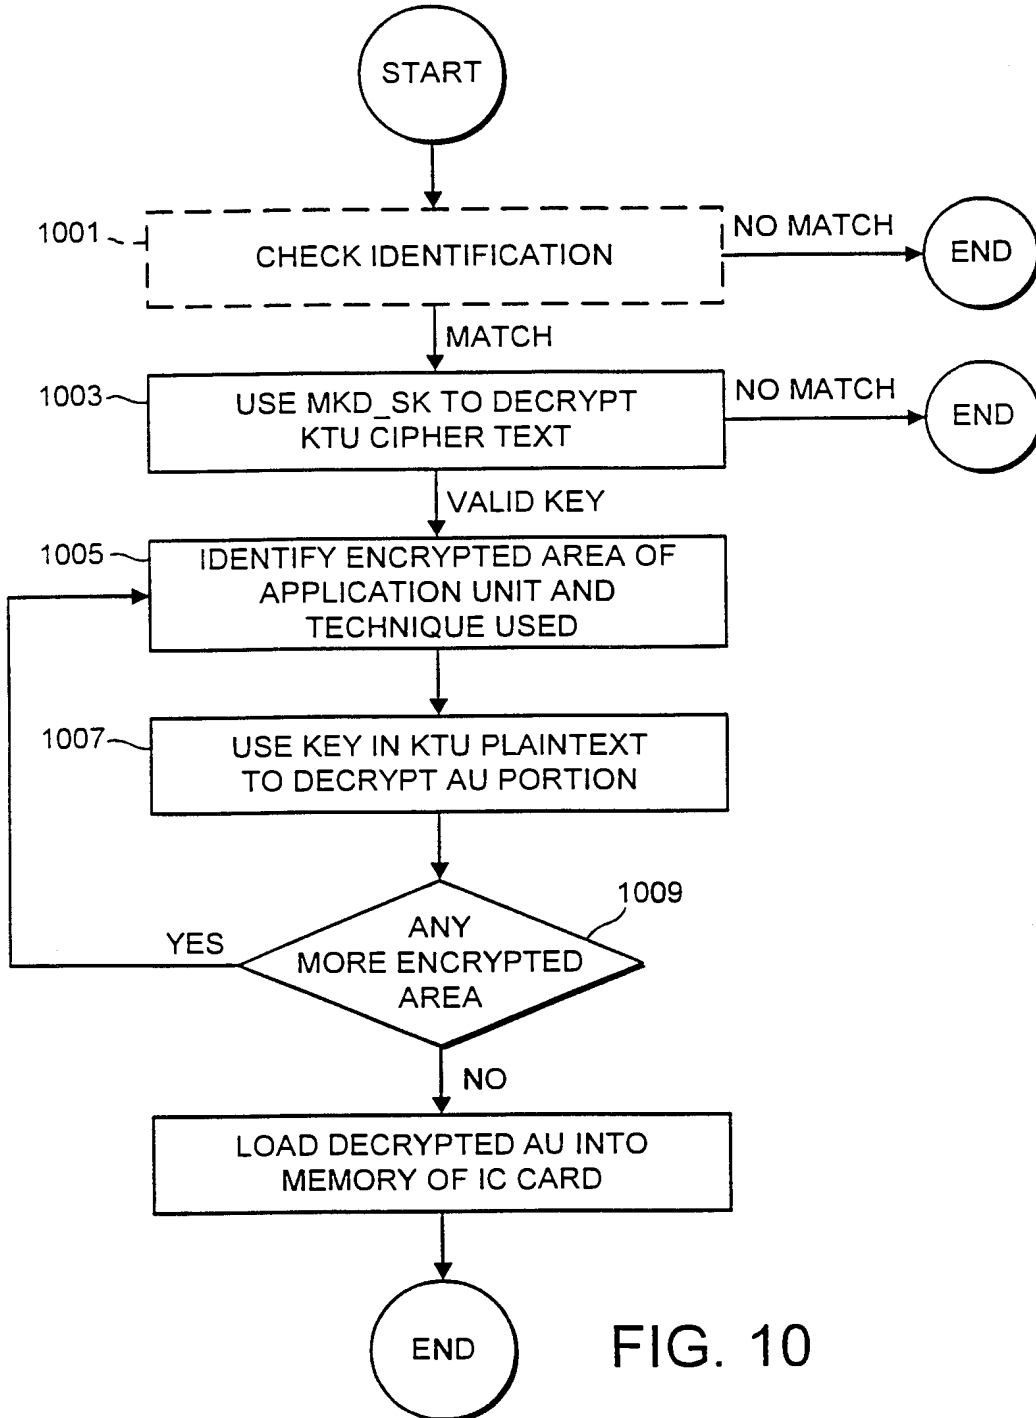 START
1001
CHECK IDENTIFICATION
NO MATCH
END
MATCH
1003
USE MKD_SK TO DECRYPT
KTU CIPHER TEXT
NO MATCH
END
VALID KEY
1005
IDENTIFY ENCRYPTED AREA OF
APPLICATION UNIT AND
TECHNIQUE USED
1007
USE KEY IN KTU PLAINTEXT
TO DECRYPT AU PORTION
1009
ANY
MORE ENCRYPTED
AREA
YES
NO
LOAD DECRYPTED AU INTO
MEMORY OF IC CARD
END
FIG. 10